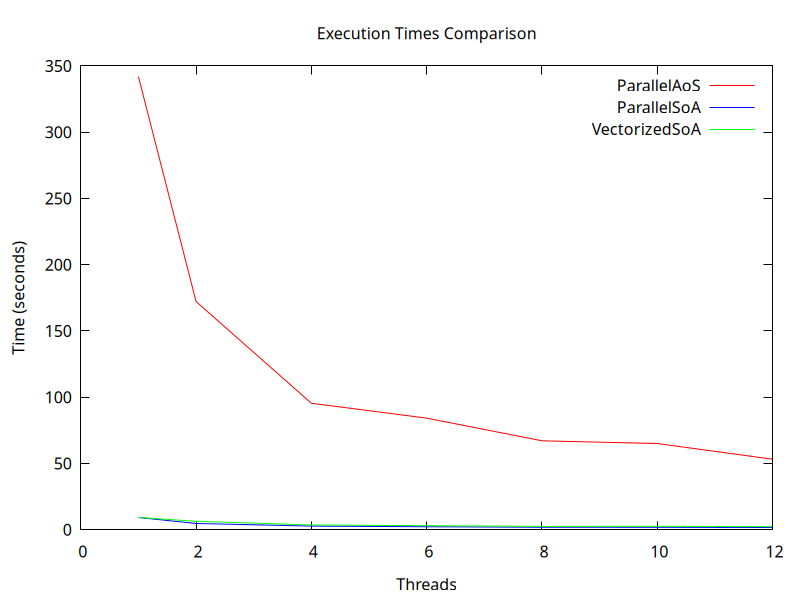 Execution Times Comparison
350
300
250
200
150
100
50
0
Time (seconds)
ParallelAoS
ParallelSoA
VectorizedSoA
0 2 4 6 8 10 12
Threads